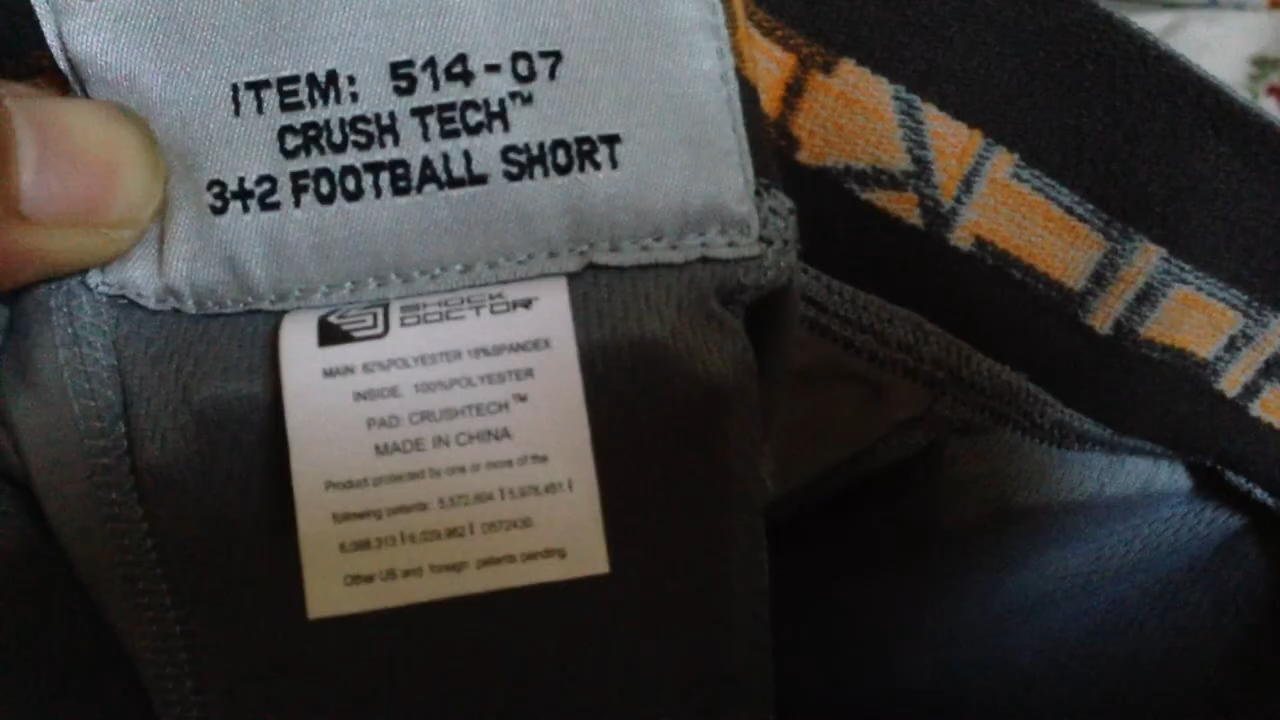 ITEM: 514-07
CRUSH TECH™
3+2 FOOTBALL SHORT
SHOCK
DOCTOR
MAIN: 82%POLYESTER 18%SPANDEX
INSIDE: 100%POLYESTER
PAD: CRUSHTECH™
MADE IN CHINA
Product protected by one or more of the
following patents:
Other US and foreign patents pending.